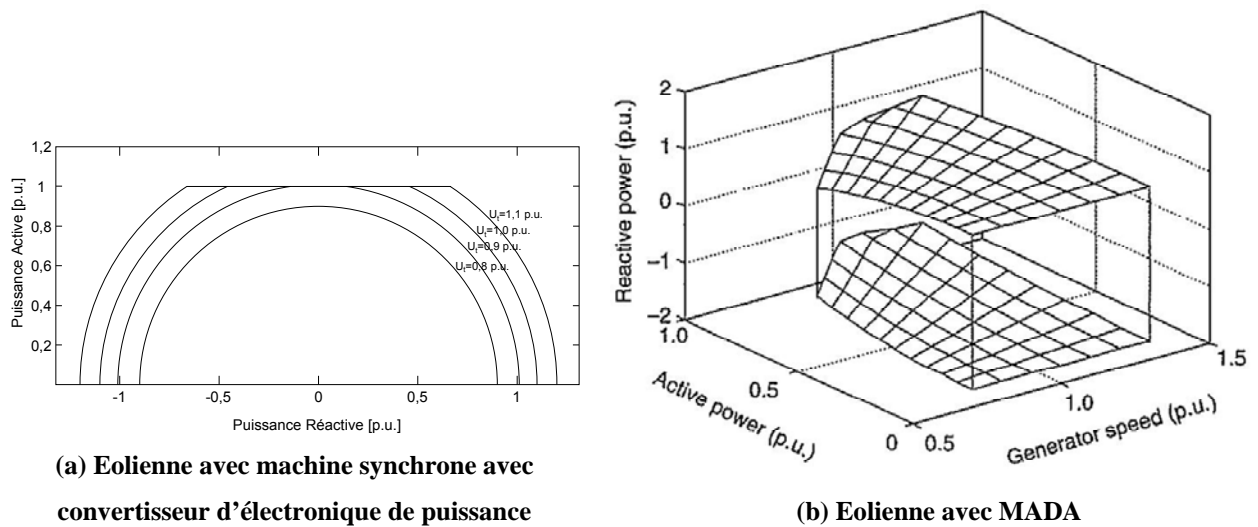 1,2
1
0,8
0,6
0,4
0,2
Puissance Active [p.u.]
Ut=1,1 p.u.
Ut=1,0 p.u.
Ut=0,9 p.u.
Ut=0,8 p.u.
-1
-0,5
0
0,5
1
Puissance Réactive [p.u.]
(a) Eolienne avec machine synchrone avec
convertisseur d'électronique de puissance
2
1
0
−1
−2
Reactive power (p.u.)
1.0
0.5
0
Active power (p.u.)
0.5
1.0
1.5
Generator speed (p.u.)
(b) Eolienne avec MADA